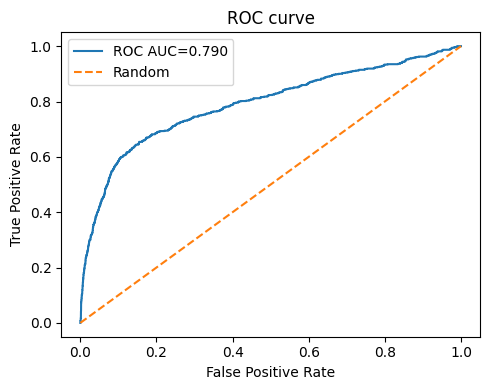 ROC curve
ROC AUC=0.790
Random
True Positive Rate
1.0
0.8
0.6
0.4
0.2
0.0
0.0 0.2 0.4 0.6 0.8 1.0
False Positive Rate